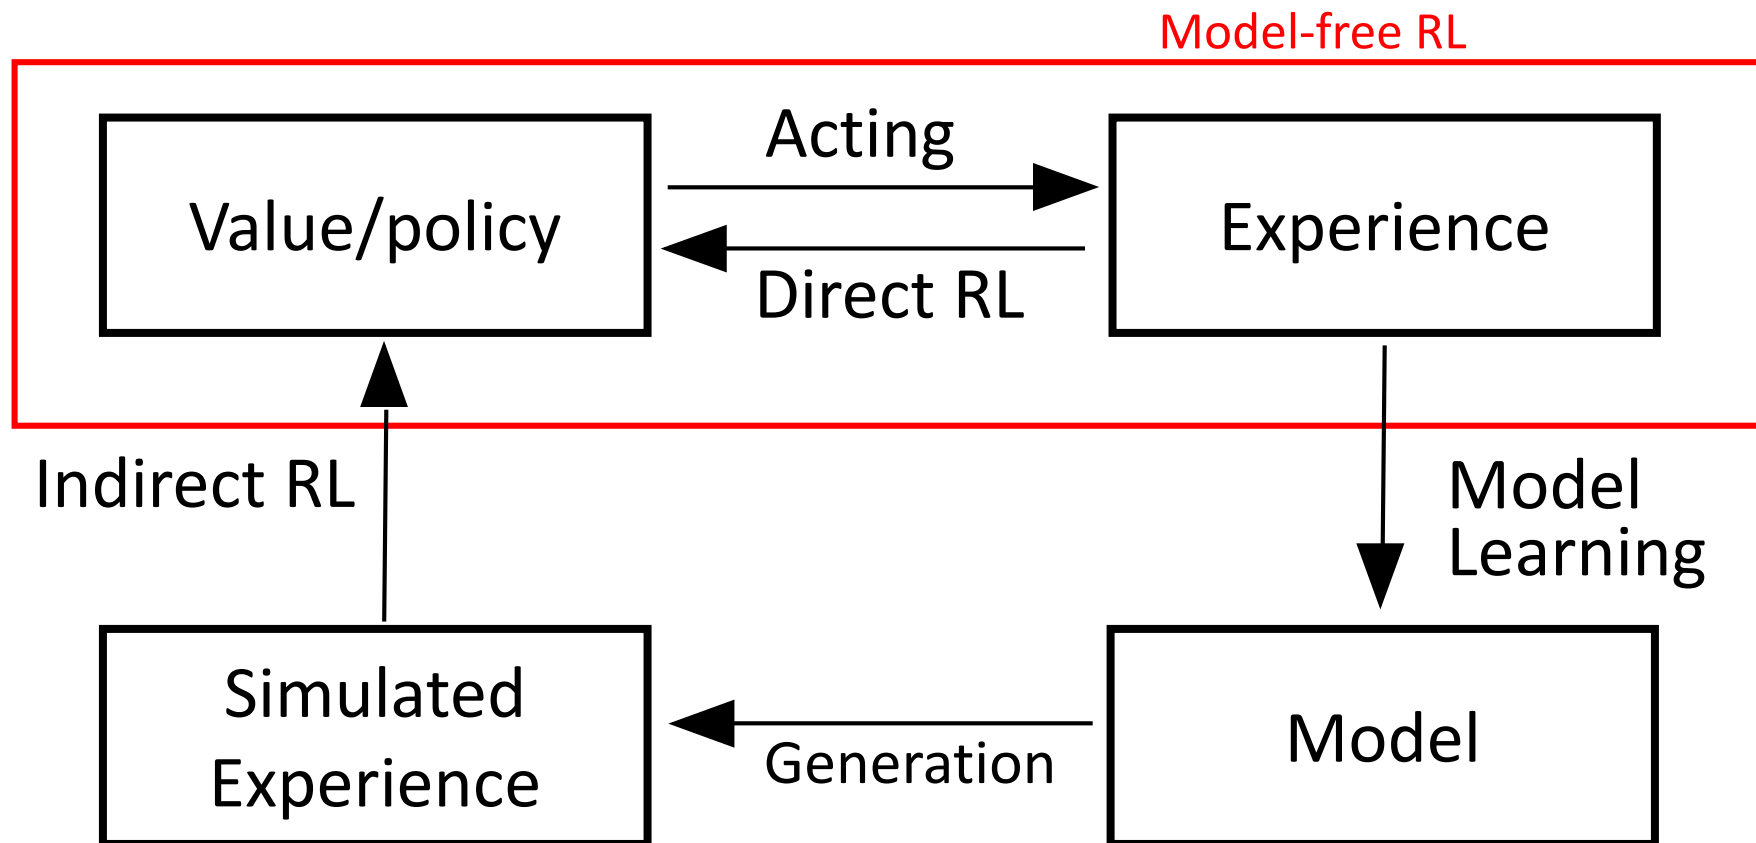 Model-free RL
Acting
Value/policy
Experience
Direct RL
Indirect RL
Model
Learning
Simulated
Experience
Generation
Model